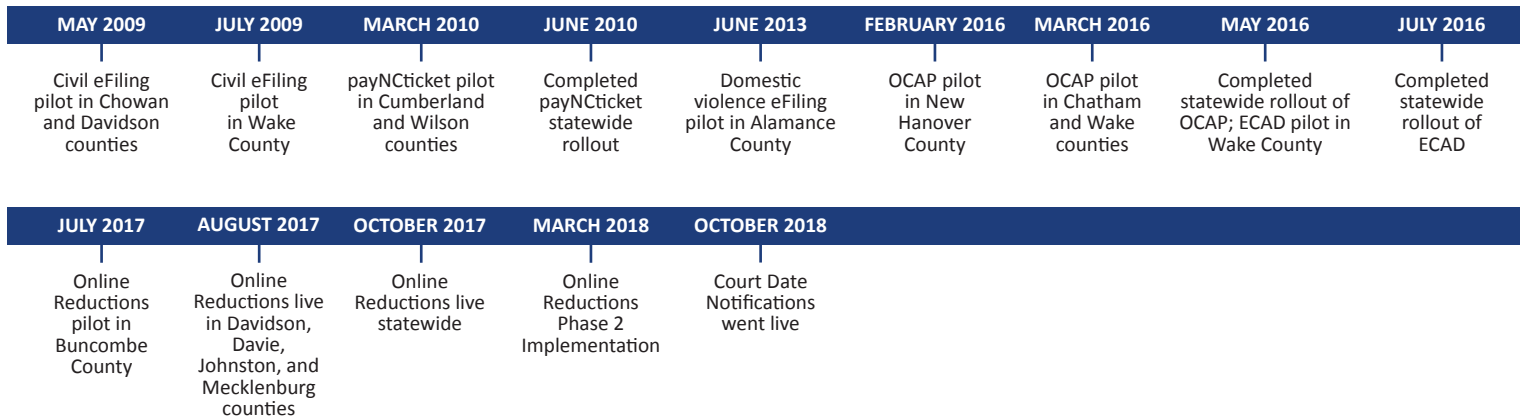 MAY 2009 JULY 2009 MARCH 2010 JUNE 2010 JUNE 2013 FEBRUARY 2016 MARCH 2016 MAY 2016 JULY 2016
Civil eFiling
pilot in Chowan
and Davidson
counties
Civil eFiling
pilot
in Wake
County
payNCticket pilot
in Cumberland
and Wilson
counties
Completed
payNCticket
statewide
rollout
Domestic
violence eFiling
pilot in Alamance
County
OCAP pilot
in New
Hanover
County
OCAP pilot
in Chatham
and Wake
counties
Completed
statewide rollout of
OCAP; ECAD pilot in
Wake County
Completed
statewide
rollout of
ECAD
JULY 2017 AUGUST 2017 OCTOBER 2017 MARCH 2018 OCTOBER 2018
Online
Reductions
pilot in
Buncombe
County
Online
Reductions live
in Davidson,
Davie,
Johnston, and
Mecklenburg
counties
Online
Reductions live
statewide
Online
Reductions
Phase 2
Implementation
Court Date
Notifications
went live